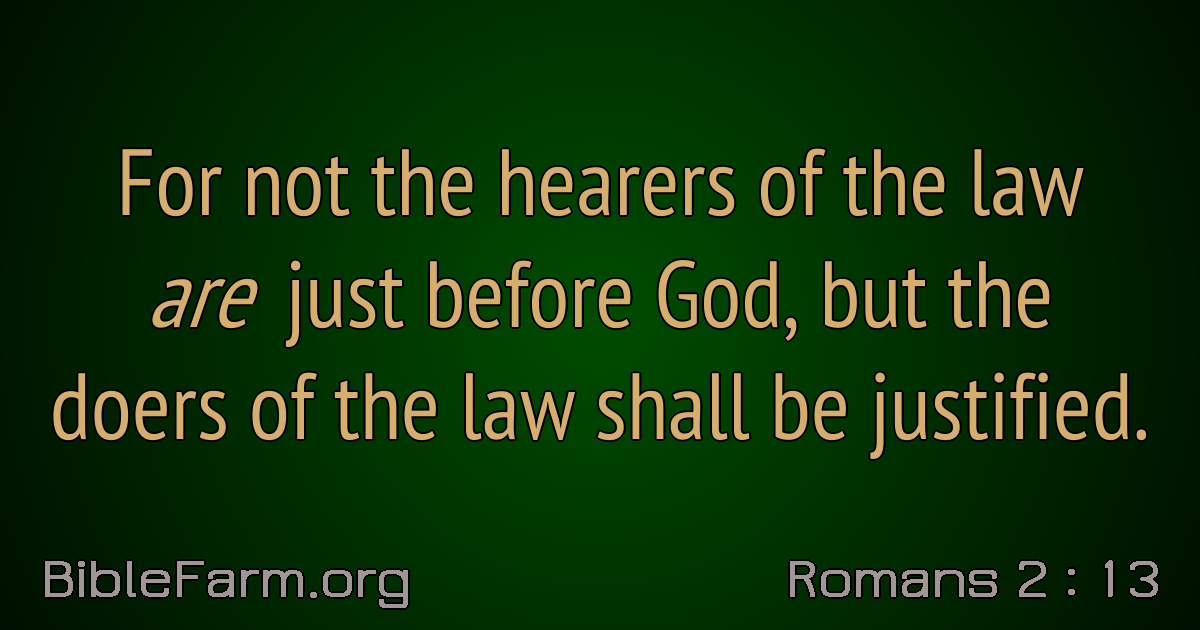 For not the hearers of the law
are just before God, but the
doers of the law shall be justified.
BibleFarm.org
Romans 2 : 13